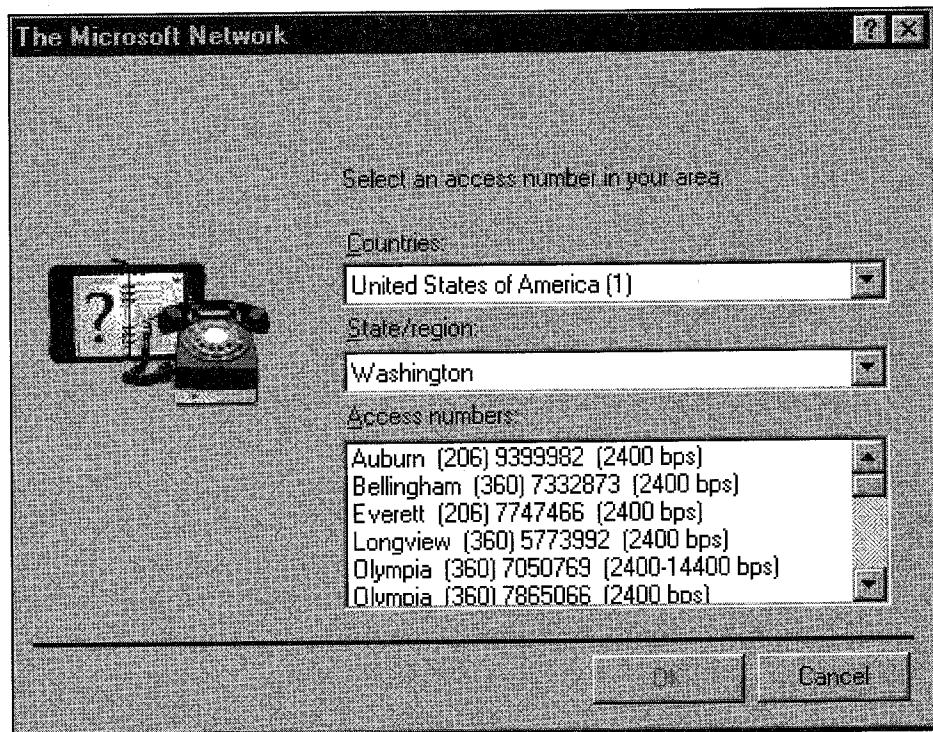 The Microsoft Network
Select an access number in your area.
Countries:
United States of America (1)
State/region:
Washington
Access numbers:
Auburn (206) 9399982 (2400 bps)
Bellingham (360) 7332873 (2400 bps)
Everett (206) 7747466 (2400 bps)
Longview (360) 5773992 (2400 bps)
Olympia (360) 7050769 (2400-14400 bps)
Olympia (360) 7865066 (2400 bps)
OK
Cancel